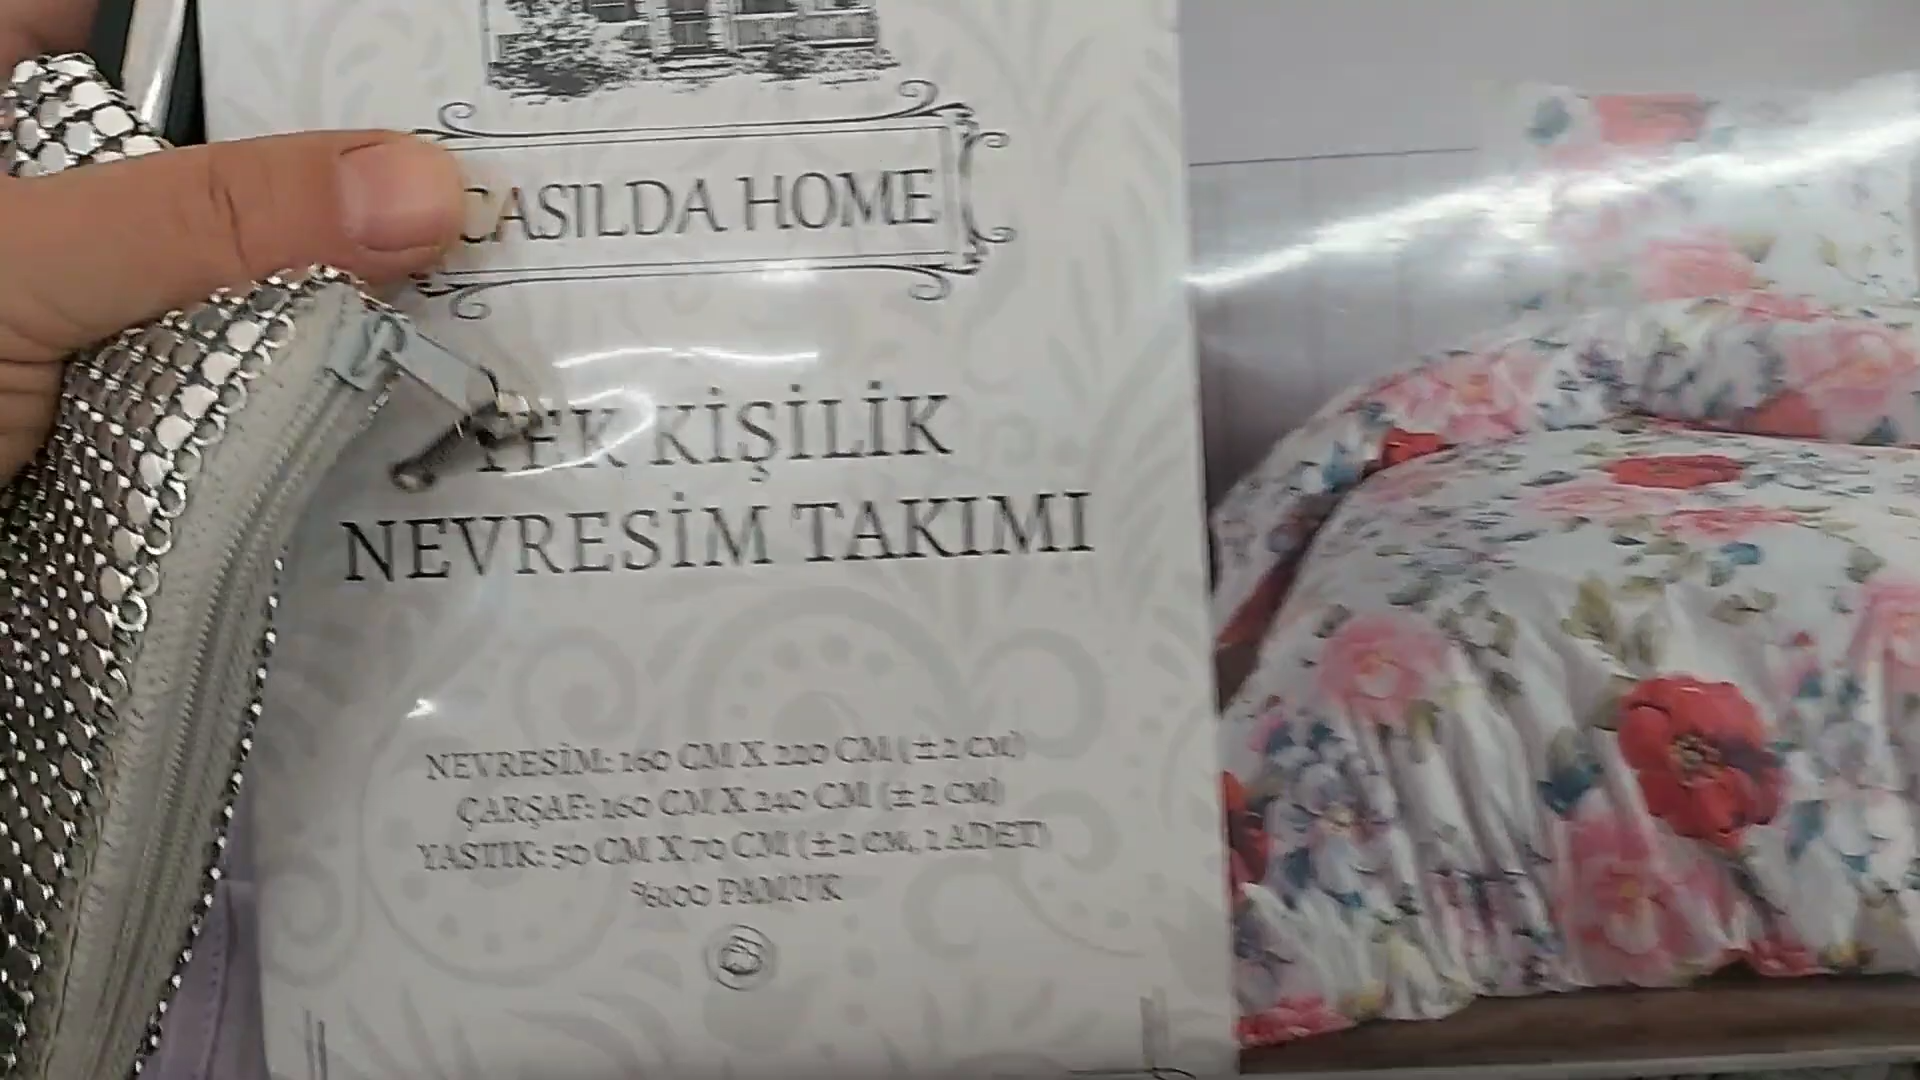 CASILDA HOME
TEK KİŞİLİK
NEVRESİM TAKIMI
NEVRESİM: 160 CM X 220 CM (±2 CM)
ÇARŞAF: 160 CM X 240 CM (± 2 CM)
YASTIK: 50 CM X 70 CM (±2 CM, 1 ADET)
%100 PAMUK